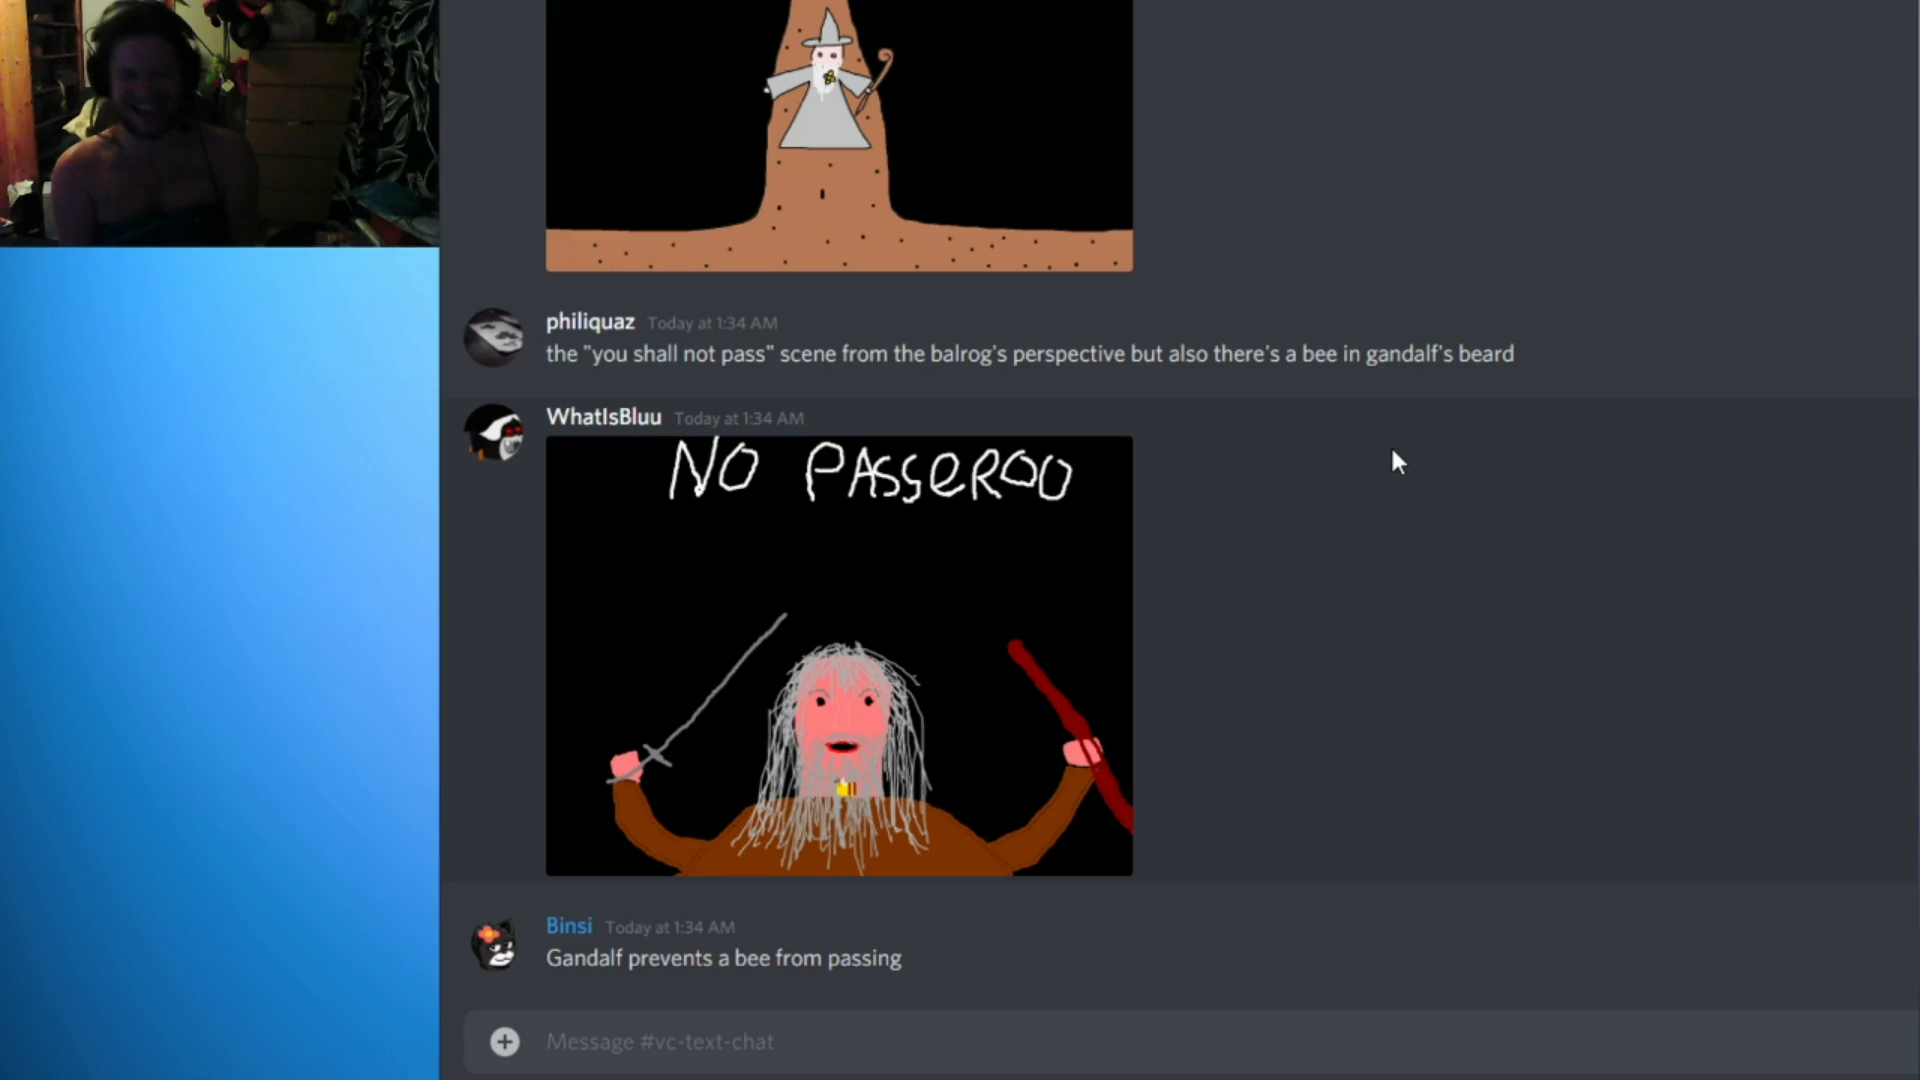 philiquaz Today at 1:34 AM
the "you shall not pass" scene from the balrog's perspective but also there's a bee in gandalf's beard
WhatIsBluu Today at 1:34 AM
NO PASSeROO
Binsi Today at 1:34 AM
Gandalf prevents a bee from passing
Message #vc-text-chat